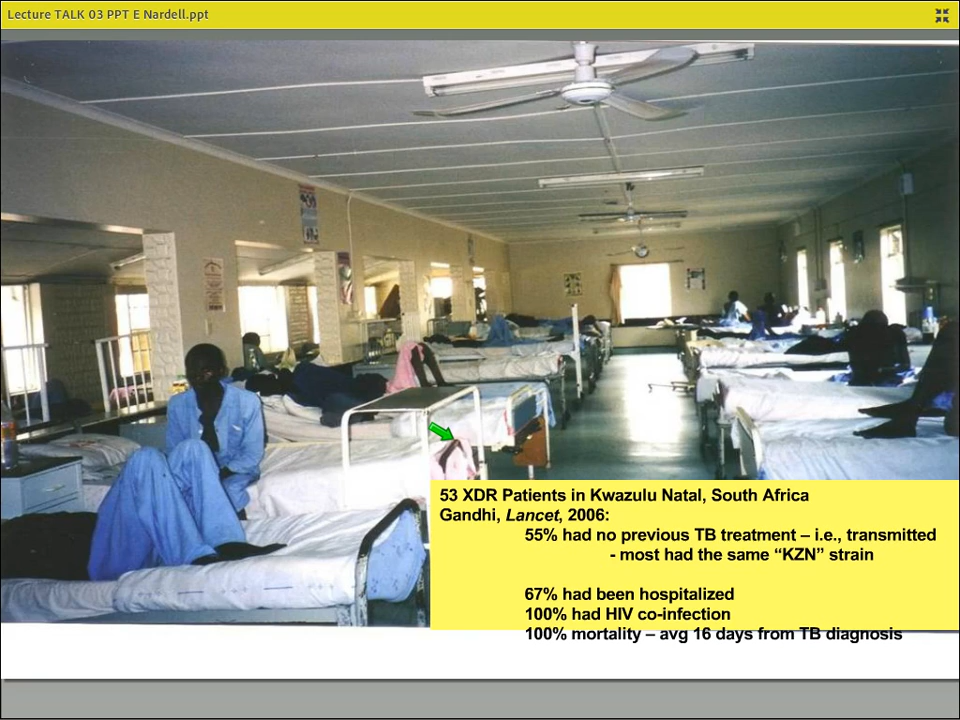 Lecture TALK 03 PPT E Nardell.ppt
53 XDR Patients in Kwazulu Natal, South Africa
Gandhi, Lancet, 2006:
55% had no previous TB treatment – i.e., transmitted
- most had the same “KZN” strain
67% had been hospitalized
100% had HIV co-infection
100% mortality – avg 16 days from TB diagnosis